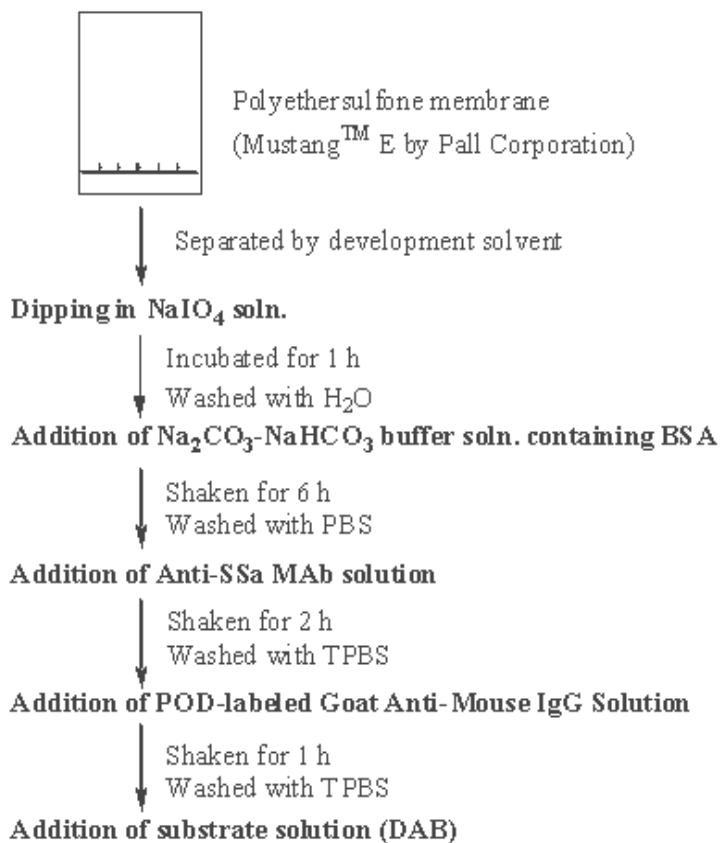 Polyethersulfone membrane
(Mustang™ E by Pall Corporation)
Separated by development solvent
Dipping in NaIO₄ soln.
Incubated for 1 h
Washed with H₂O
Addition of Na₂CO₃-NaHCO₃ buffer soln. containing BSA
Shaken for 6 h
Washed with PBS
Addition of Anti-SSa MAb solution
Shaken for 2 h
Washed with TPBS
Addition of POD-labeled Goat Anti-Mouse IgG Solution
Shaken for 1 h
Washed with TPBS
Addition of substrate solution (DAB)